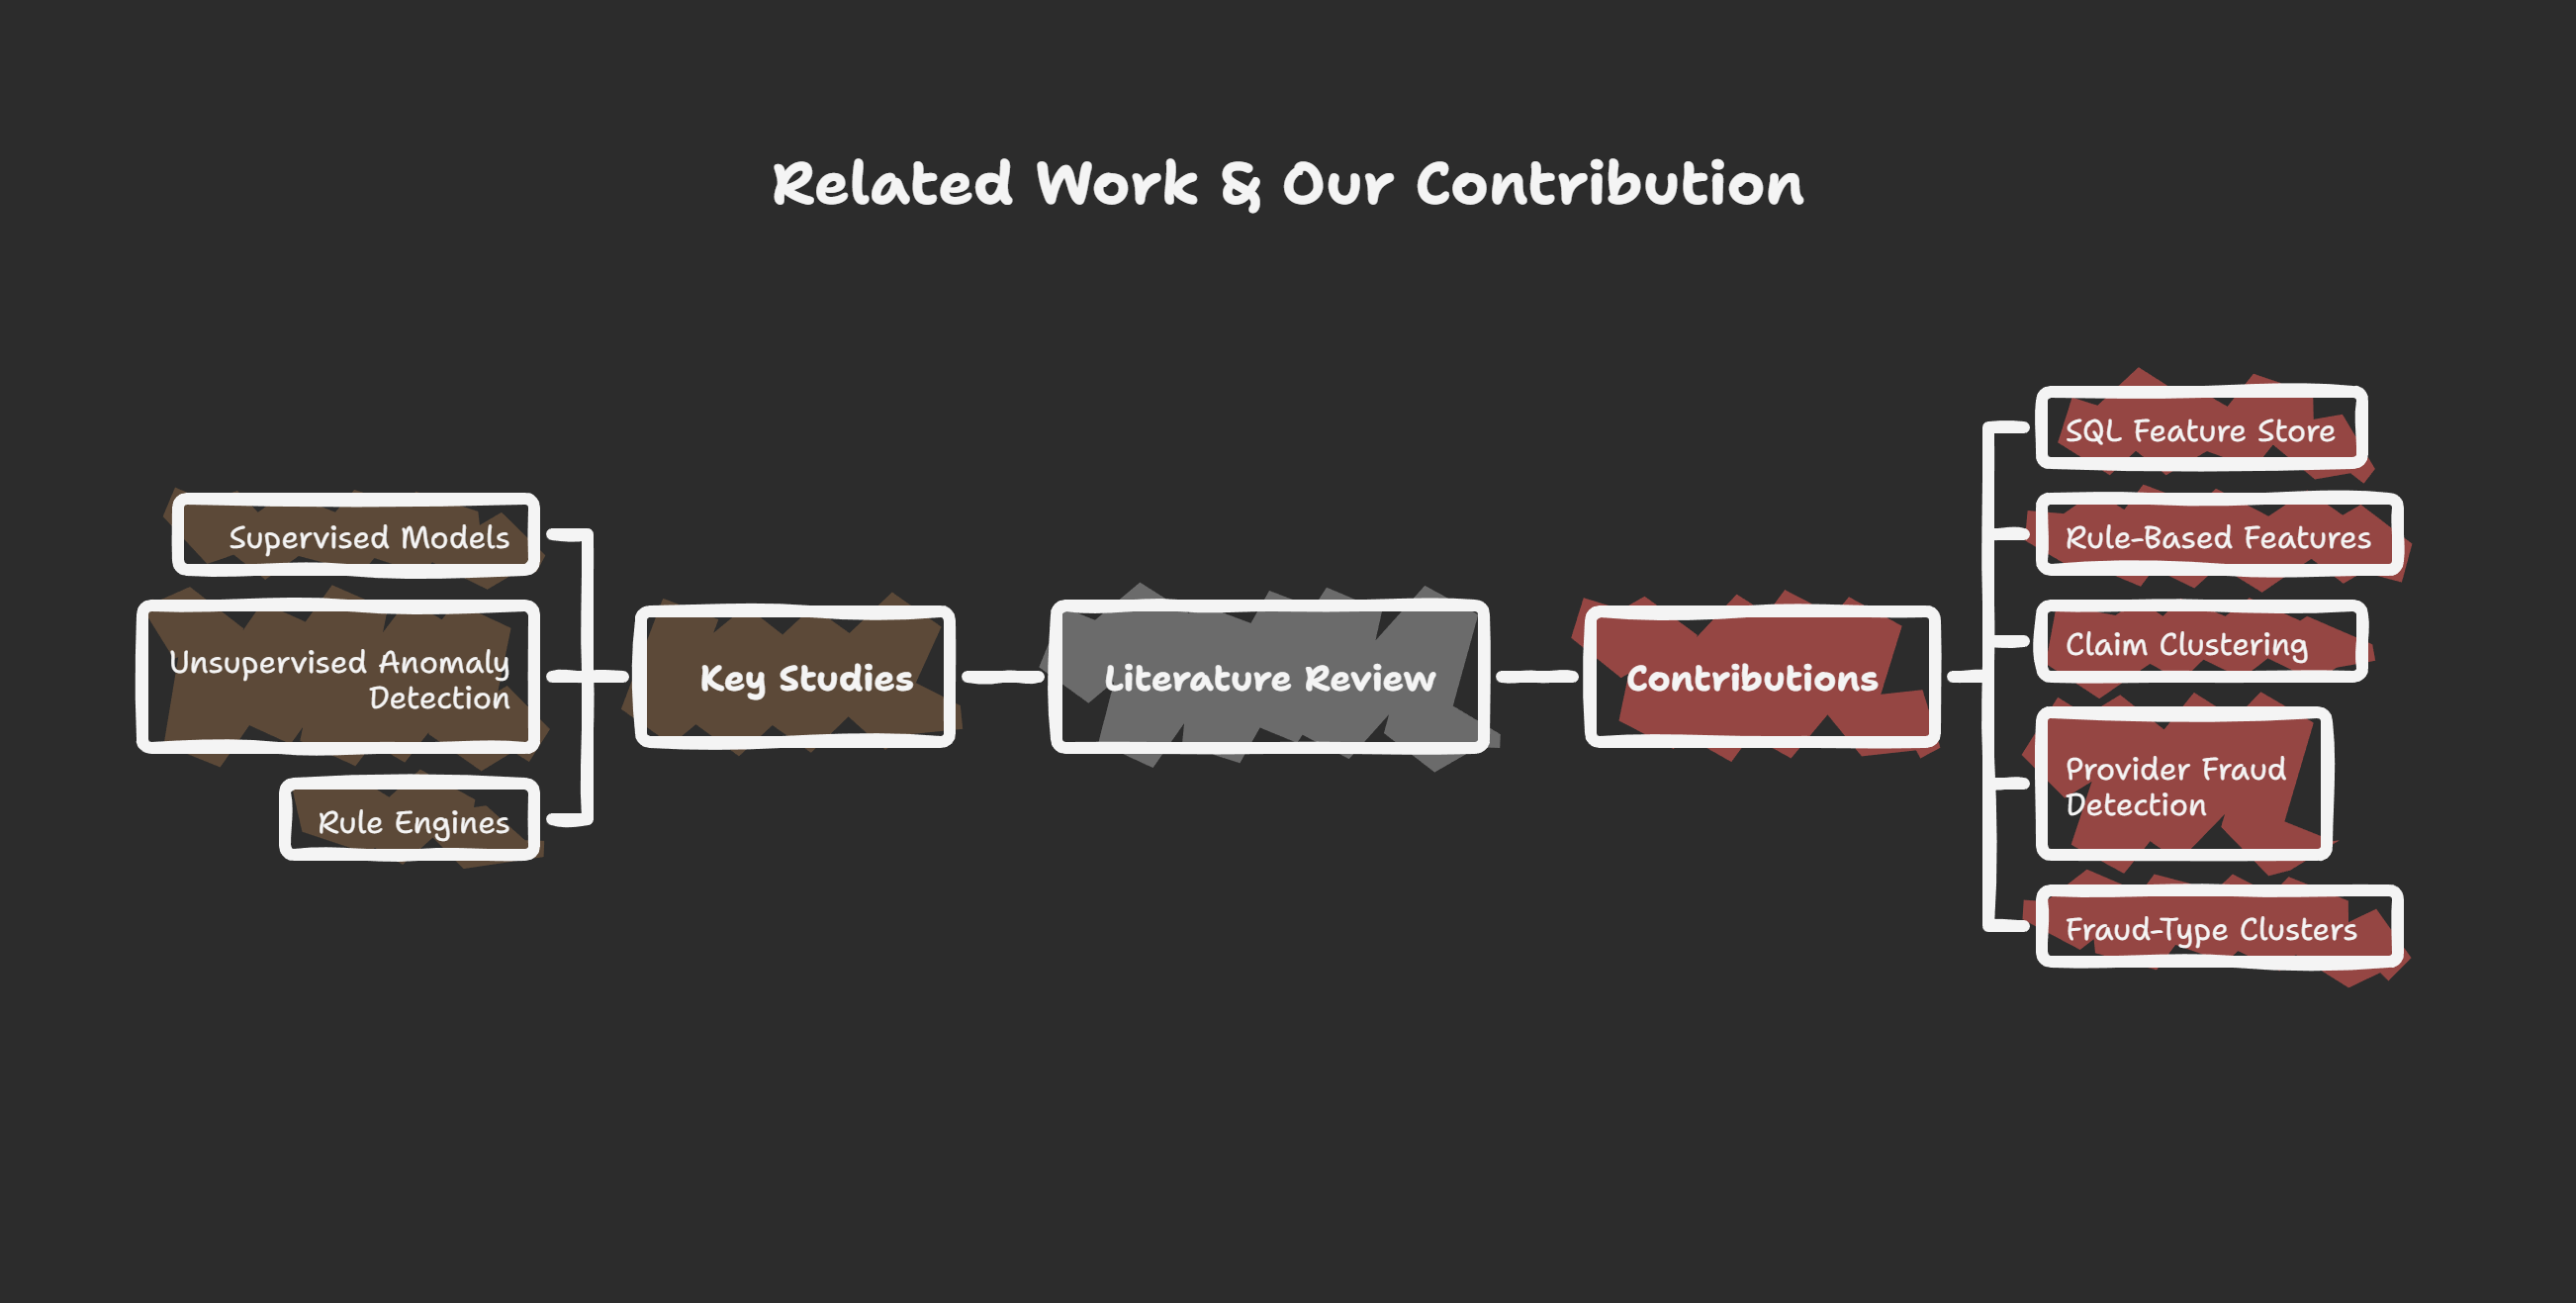 Related Work & Our Contribution
Supervised Models
Unsupervised Anomaly
Detection
Rule Engines
Key Studies
Literature Review
Contributions
SQL Feature Store
Rule-Based Features
Claim Clustering
Provider Fraud
Detection
Fraud-Type Clusters